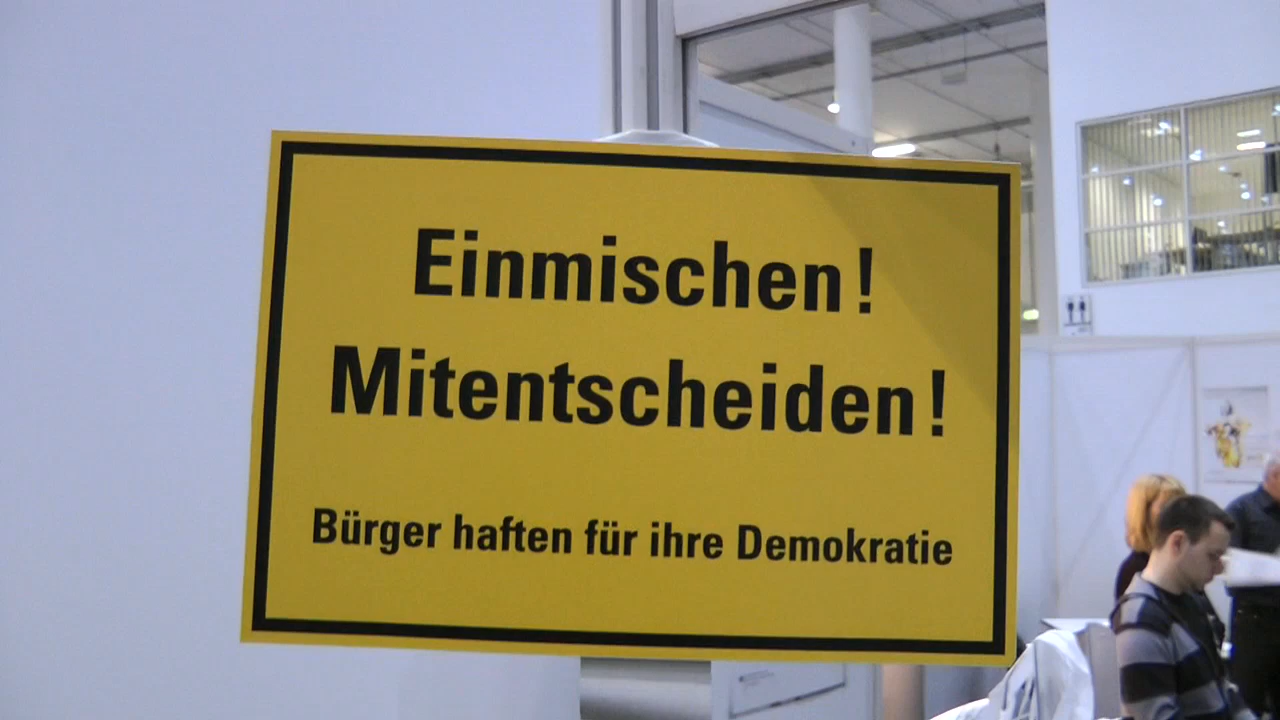 Einmischen!
Mitentscheiden!
Bürger haften für ihre Demokratie